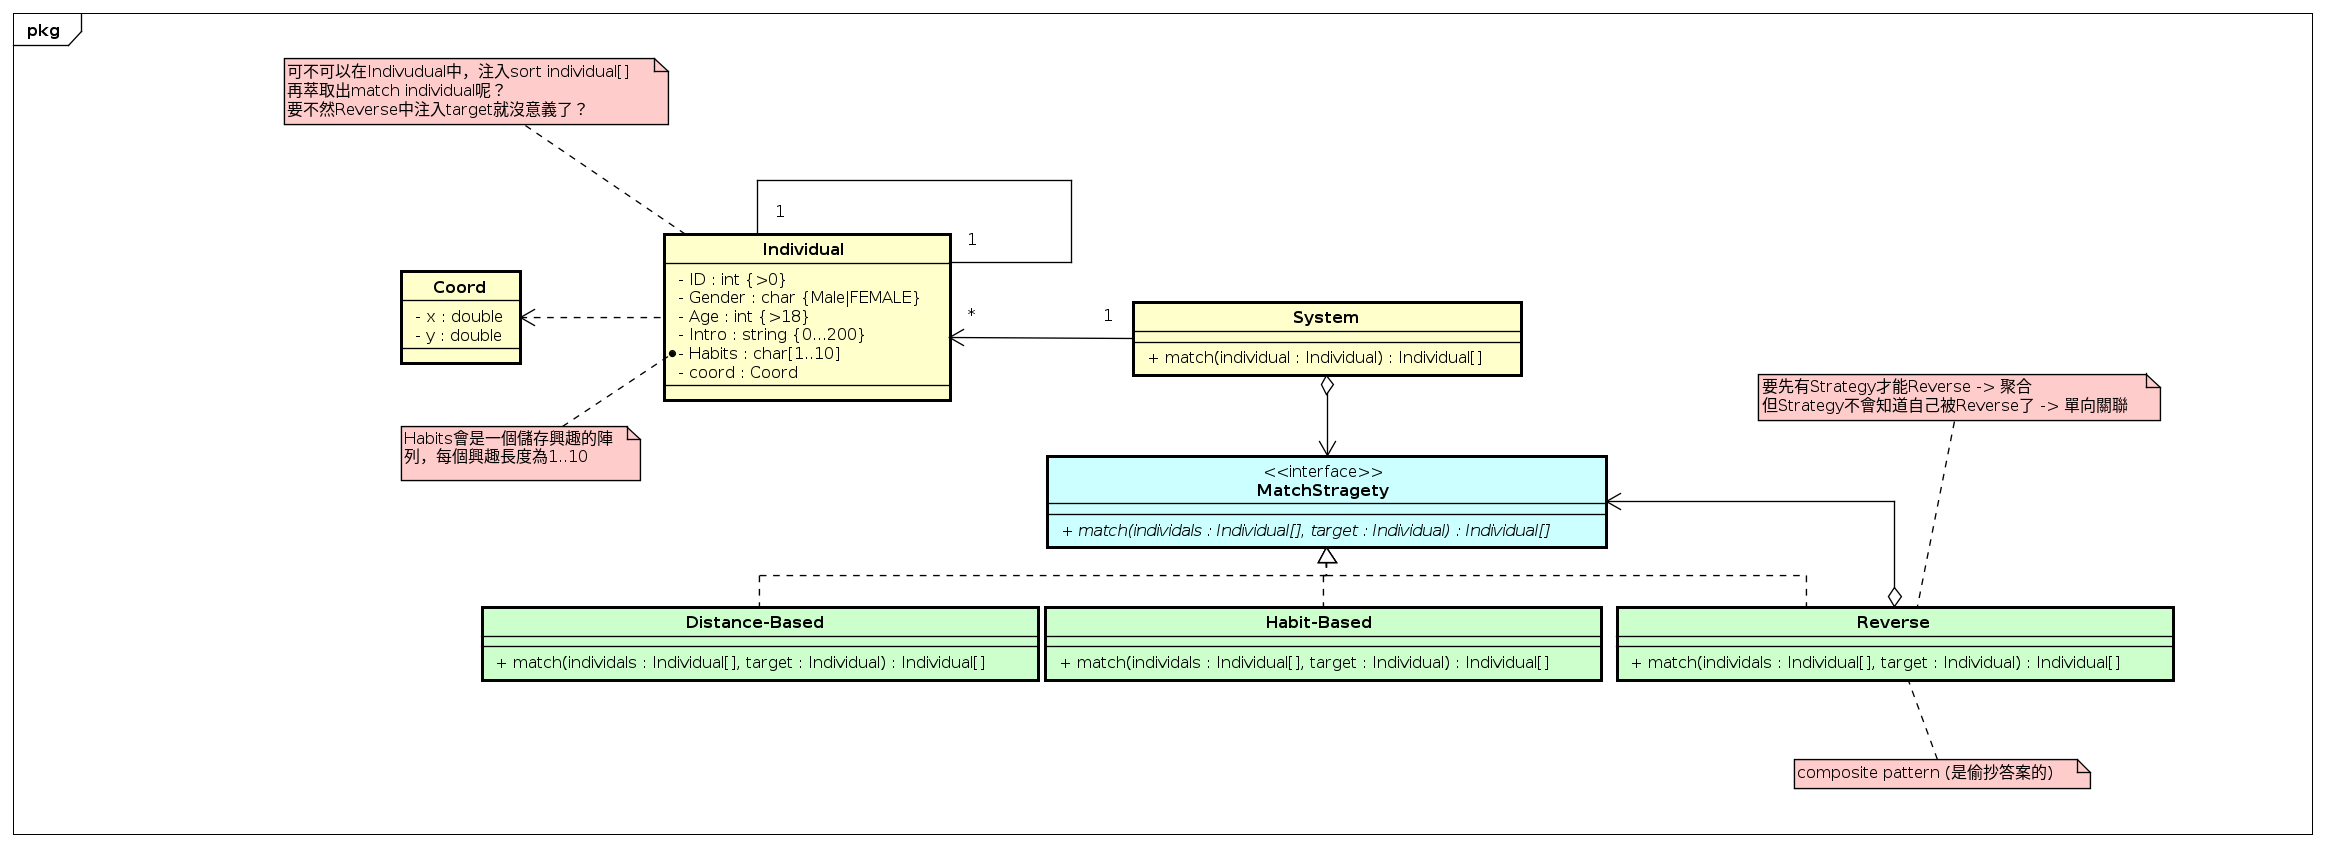 pkg
可不可以在Indivudual中，注入sort individual[]
再萃取出match individual呢？
要不然Reverse中注入target就沒意義了？
1
1
Individual
- ID : int {>0}
- Gender : char {Male|FEMALE}
- Age : int {>18}
- Intro : string {0...200}
- Habits : char[1..10]
- coord : Coord
Coord
- x : double
- y : double
*
1
System
+ match(individual : Individual) : Individual[]
Habits會是一個儲存興趣的陣
列，每個興趣長度為1..10
要先有Strategy才能Reverse -> 聚合
但Strategy不會知道自己被Reverse了 -> 單向關聯
<<interface>>
MatchStragety
+ match(individals : Individual[], target : Individual) : Individual[]
Distance-Based
+ match(individals : Individual[], target : Individual) : Individual[]
Habit-Based
+ match(individals : Individual[], target : Individual) : Individual[]
Reverse
+ match(individals : Individual[], target : Individual) : Individual[]
composite pattern (是偷抄答案的)